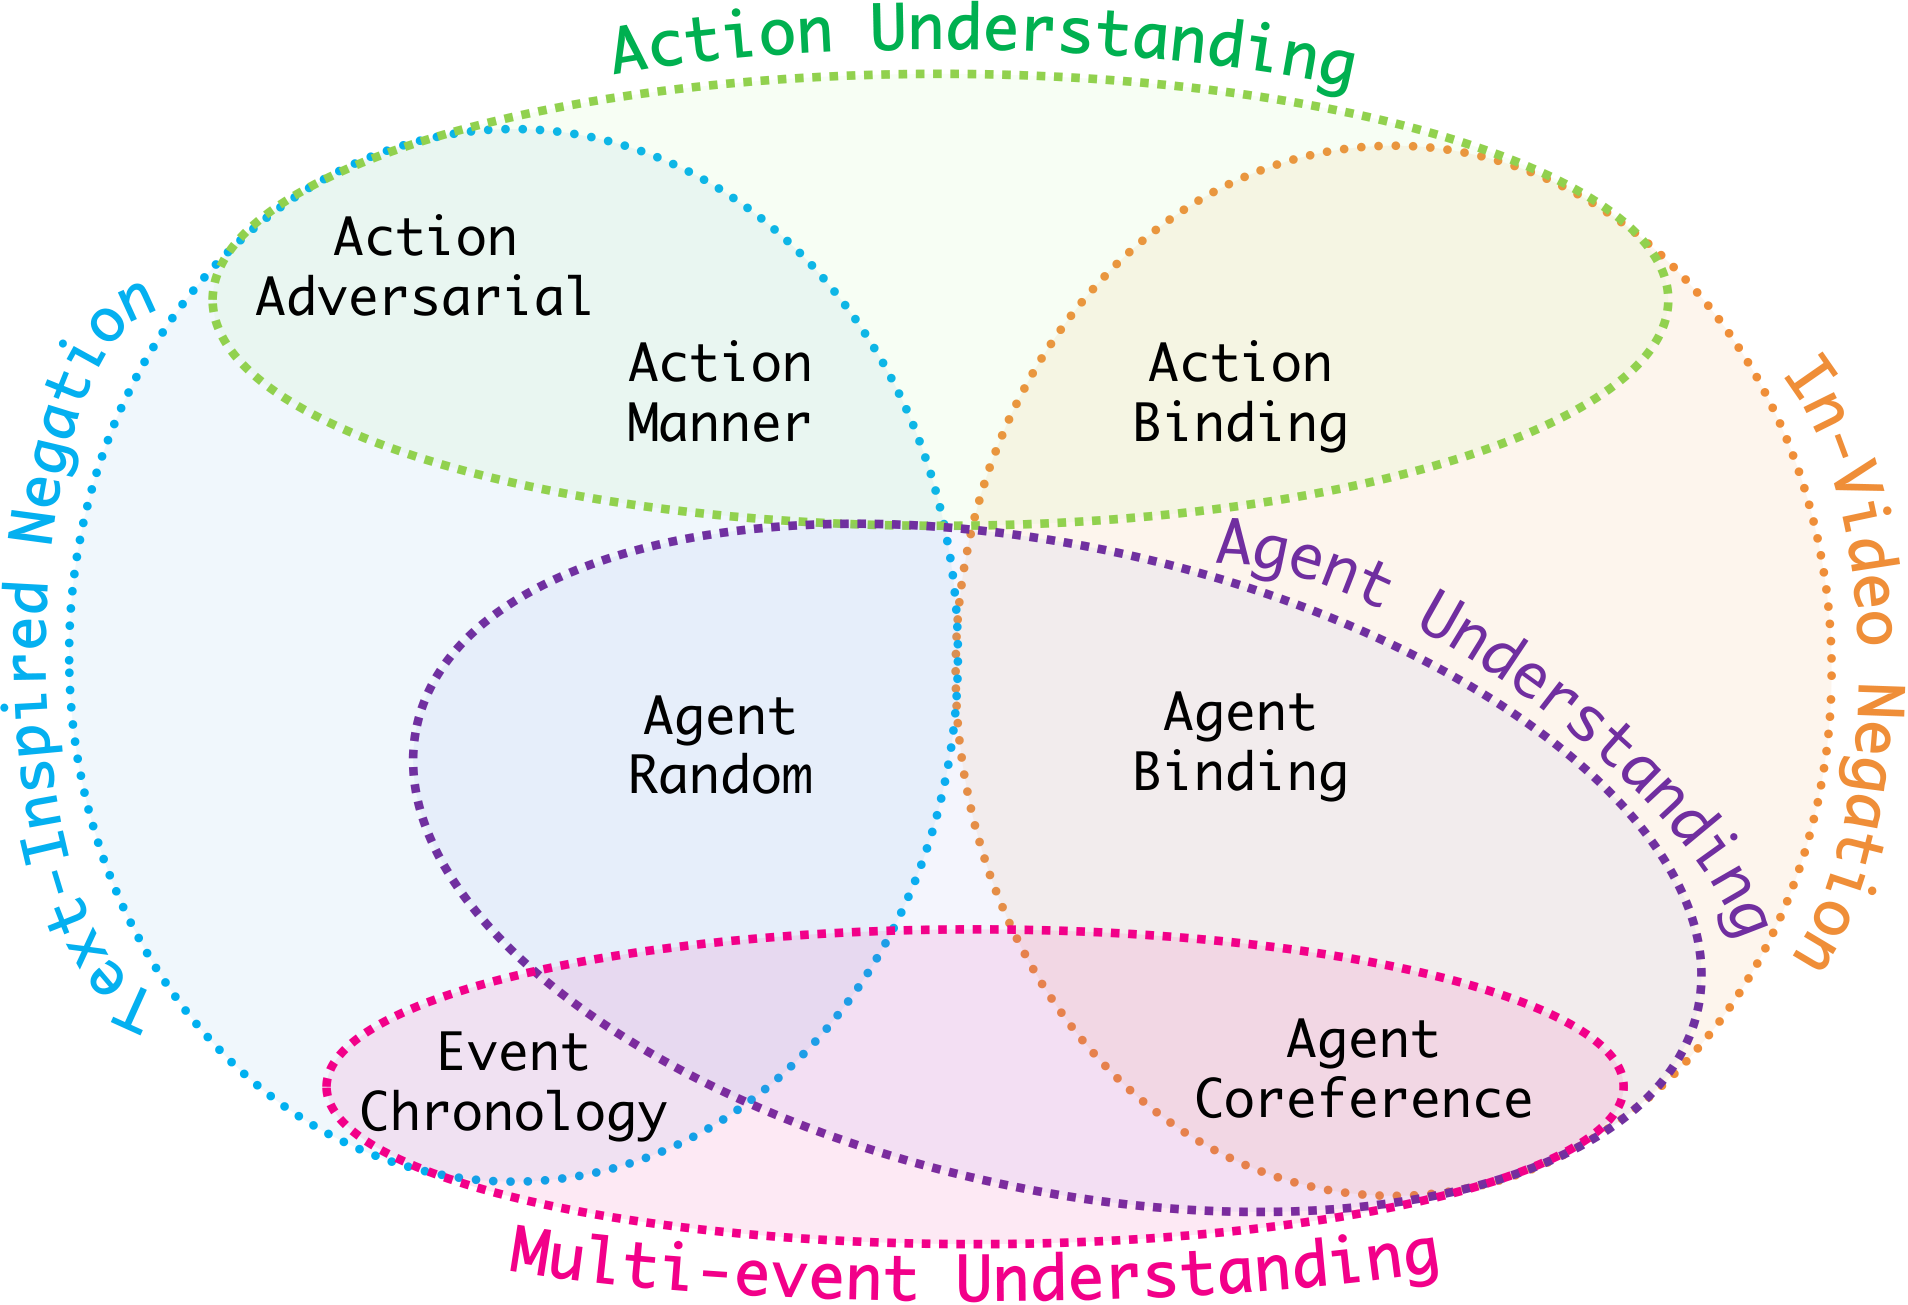 Action Understanding
Action
Adversarial
Action
Manner
Action
Binding
Text-Inspired Negation
In-Video Negation
Agent Understanding
Agent
Random
Agent
Binding
Event
Chronology
Agent
Coreference
Multi-event Understanding